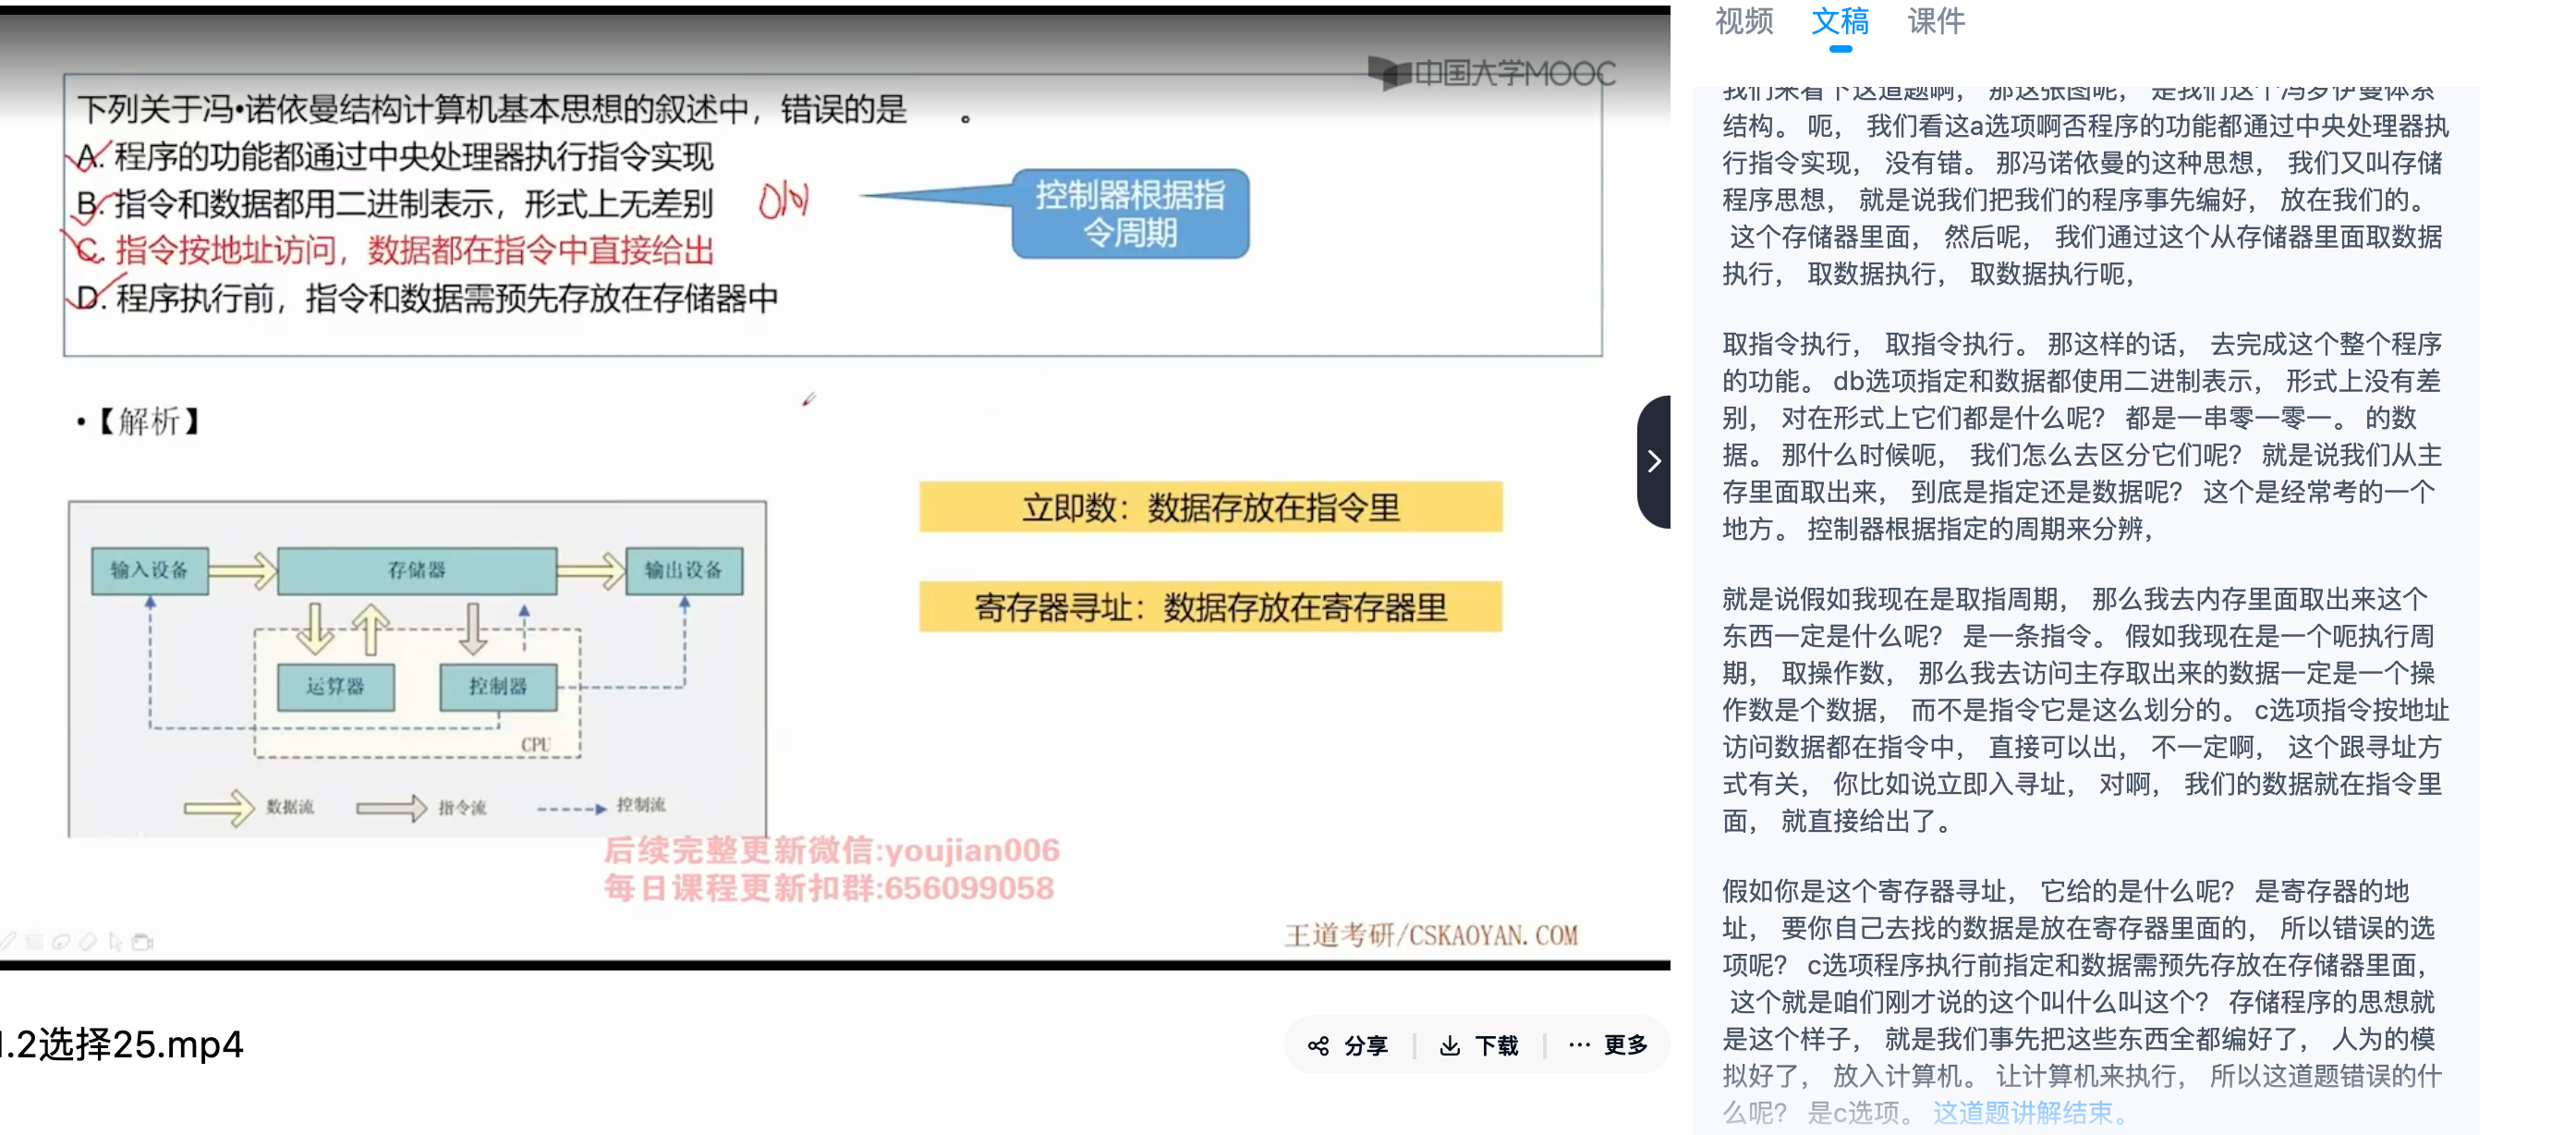 中国大学MOOC
下列关于冯•诺依曼结构计算机基本思想的叙述中，错误的是 。
A. 程序的功能都通过中央处理器执行指令实现
B. 指令和数据都用二进制表示，形式上无差别
C. 指令按地址访问，数据都在指令中直接给出
D. 程序执行前，指令和数据需预先存放在存储器中
控制器根据指
令周期
•【解析】
立即数：数据存放在指令里
寄存器寻址：数据存放在寄存器里
输入设备
存储器
输出设备
运算器
控制器
CPU
数据流
指令流
控制流
后续完整更新微信:youjian006
每日课程更新扣群:656099058
王道考研/CSKAOYAN.COM
1.2选择25.mp4
分享
下载
更多
视频 文稿 课件
我们来看下这道题啊， 那这张图呢， 是我们这个冯罗伊曼体系
结构。 呃， 我们看这a选项啊否程序的功能都通过中央处理器执
行指令实现， 没有错。 那冯诺依曼的这种思想， 我们又叫存储
程序思想， 就是说我们把我们的程序事先编好， 放在我们的。
这个存储器里面， 然后呢， 我们通过这个从存储器里面取数据
执行， 取数据执行， 取数据执行呃，
取指令执行， 取指令执行。 那这样的话， 去完成这个整个程序
的功能。 db选项指定和数据都使用二进制表示， 形式上没有差
别， 对在形式上它们都是什么呢？ 都是一串零一零一。 的数
据。 那什么时候呃， 我们怎么去区分它们呢？ 就是说我们从主
存里面取出来， 到底是指定还是数据呢？ 这个是经常考的一个
地方。 控制器根据指定的周期来分辨，
就是说假如我现在是取指周期， 那么我去内存里面取出来这个
东西一定是什么呢？ 是一条指令。 假如我现在是一个呃执行周
期， 取操作数， 那么我去访问主存取出来的数据一定是一个操
作数是个数据， 而不是指令它是这么划分的。 c选项指令按地址
访问数据都在指令中， 直接可以出， 不一定啊， 这个跟寻址方
式有关， 你比如说立即入寻址， 对啊， 我们的数据就在指令里
面， 就直接给出了。
假如你是这个寄存器寻址， 它给的是什么呢？ 是寄存器的地
址， 要你自己去找的数据是放在寄存器里面的， 所以错误的选
项呢？ c选项程序执行前指定和数据需预先存放在存储器里面，
这个就是咱们刚才说的这个叫什么叫这个？ 存储程序的思想就
是这个样子， 就是我们事先把这些东西全都编好了， 人为的模
拟好了， 放入计算机。 让计算机来执行， 所以这道题错误的什
么呢？ 是c选项。 这道题讲解结束。